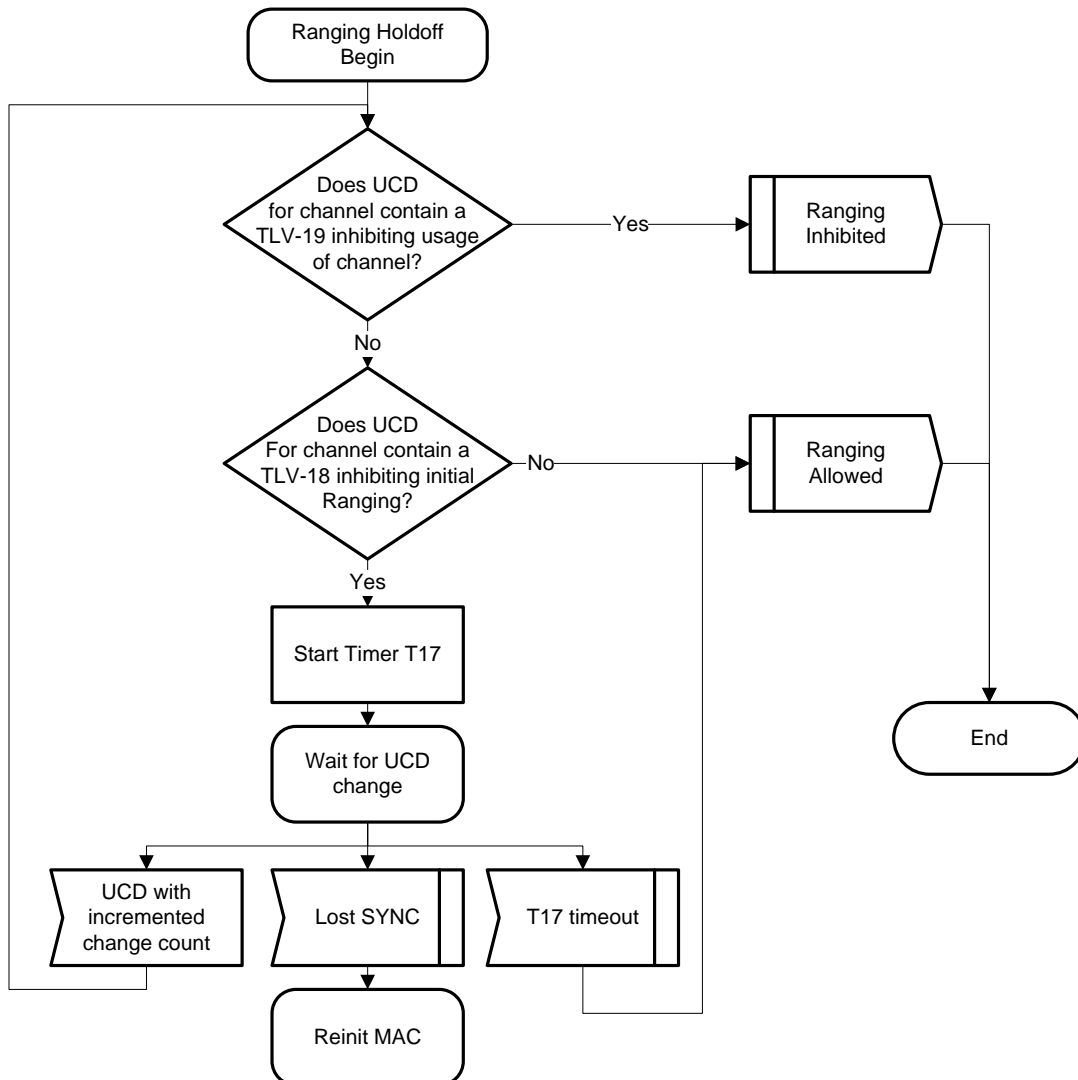 Ranging Holdoff
Begin
Does UCD
for channel contain a
TLV-19 inhibiting usage
of channel?
Yes
Ranging
Inhibited
No
Does UCD
For channel contain a
TLV-18 inhibiting initial
Ranging?
No
Ranging
Allowed
Yes
Start Timer T17
Wait for UCD
change
End
UCD with
incremented
change count
Lost SYNC
T17 timeout
Reinit MAC